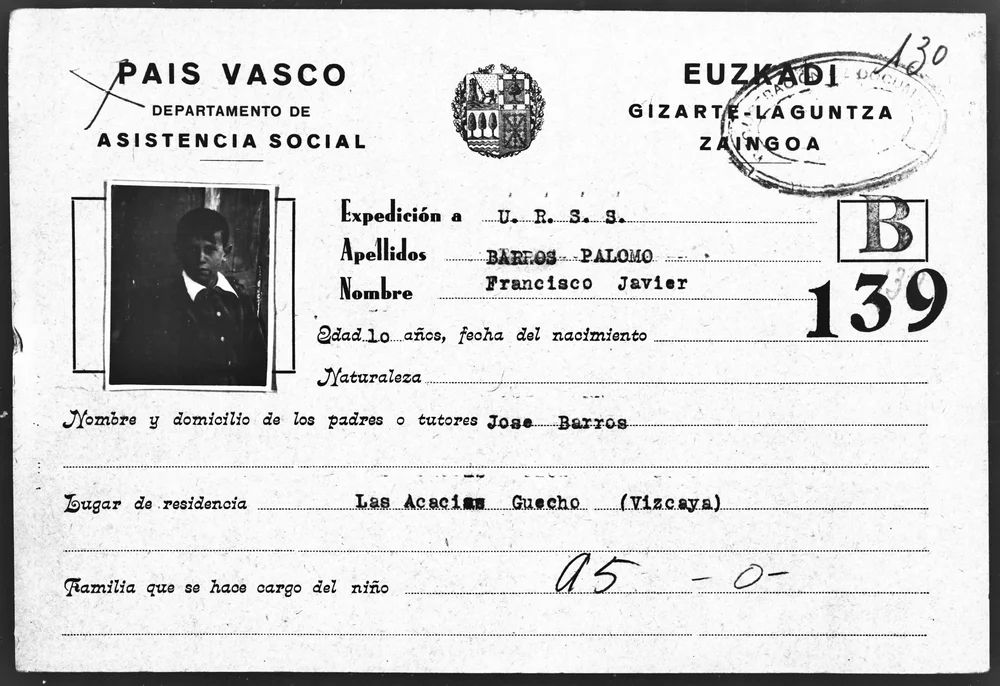 130
PAIS VASCO
DEPARTAMENTO DE
ASISTENCIA SOCIAL
EUZKADI
GIZARTE-LAGUNTZA
ZAINGOA
Expedición a U. R. S. S.
B
Apellidos BARROS PALOMO
Nombre Francisco Javier
139
Edad 10 años, fecha del nacimiento
Naturaleza
Nombre y domicilio de los padres o tutores Jose Barros
Lugar de residencia Las Acacias Guecho (Vizcaya)
Familia que se hace cargo del niño a5 - 0-